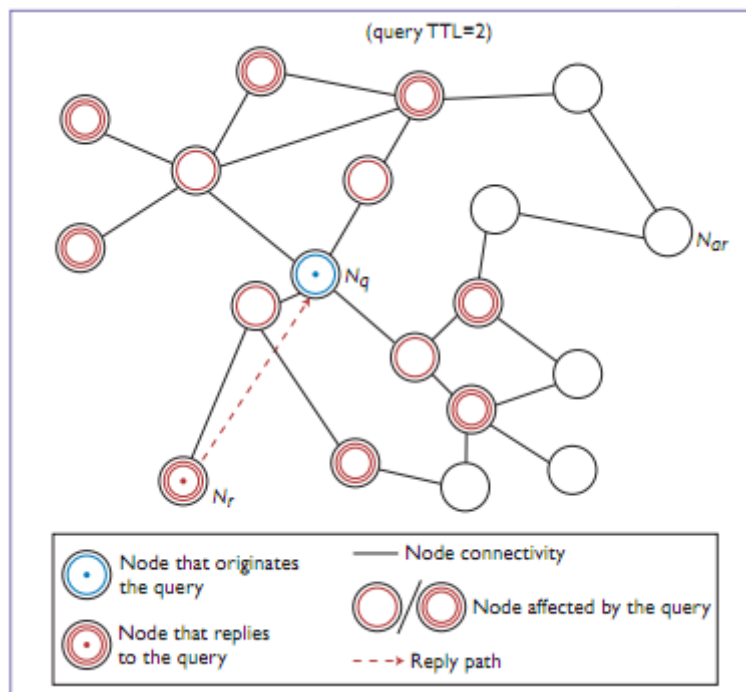 (query TTL=2)
Nar
Nq
Nr
Node that originates
the query
Node connectivity
Node affected by the query
Node that replies
to the query
Reply path